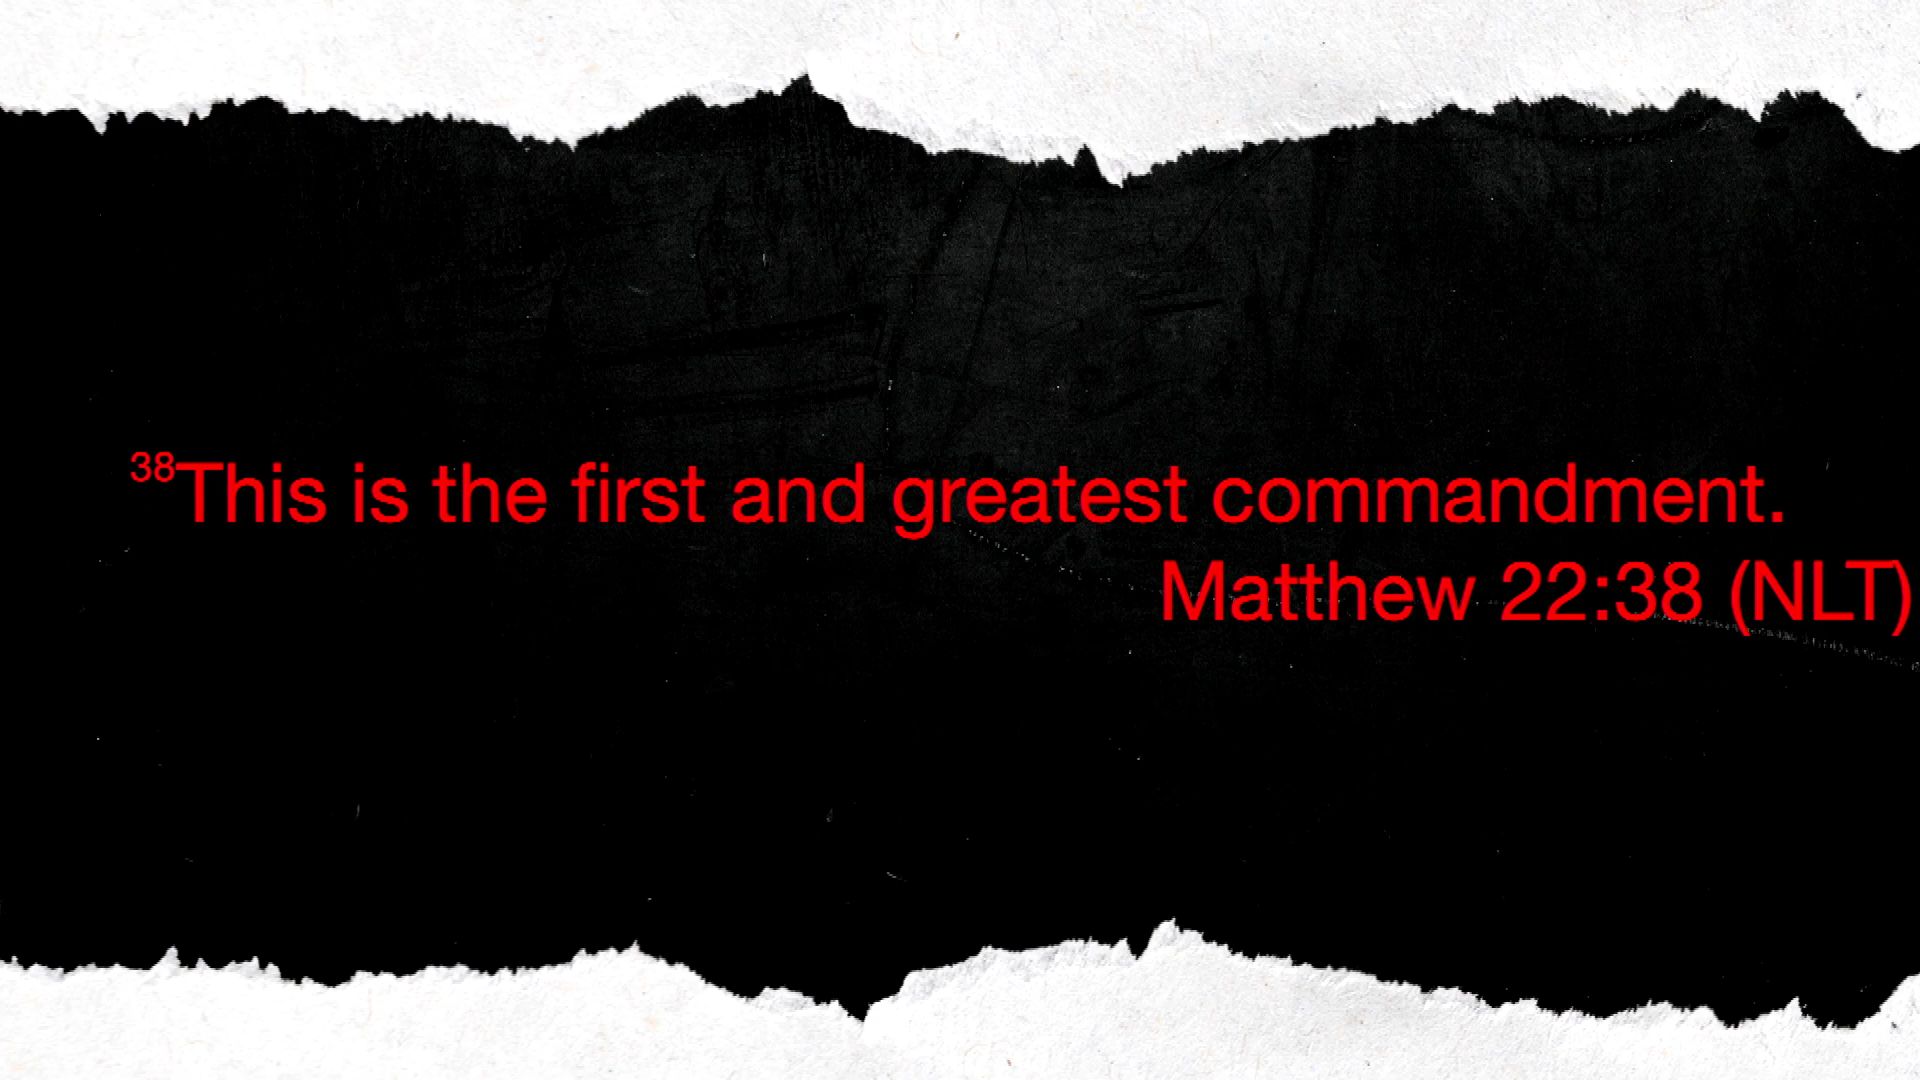 ³⁸This is the first and greatest commandment.
Matthew 22:38 (NLT)